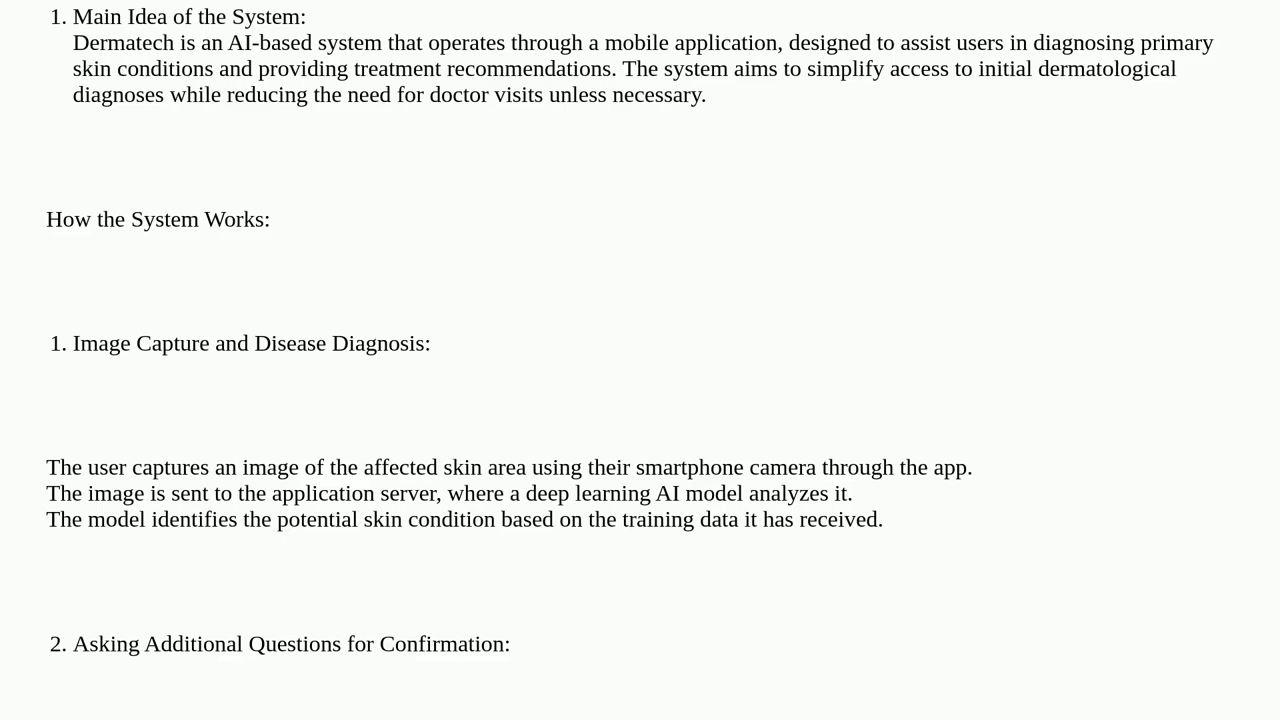 1. Main Idea of the System:
Dermatech is an AI-based system that operates through a mobile application, designed to assist users in diagnosing primary
skin conditions and providing treatment recommendations. The system aims to simplify access to initial dermatological
diagnoses while reducing the need for doctor visits unless necessary.
How the System Works:
1. Image Capture and Disease Diagnosis:
The user captures an image of the affected skin area using their smartphone camera through the app.
The image is sent to the application server, where a deep learning AI model analyzes it.
The model identifies the potential skin condition based on the training data it has received.
2. Asking Additional Questions for Confirmation: